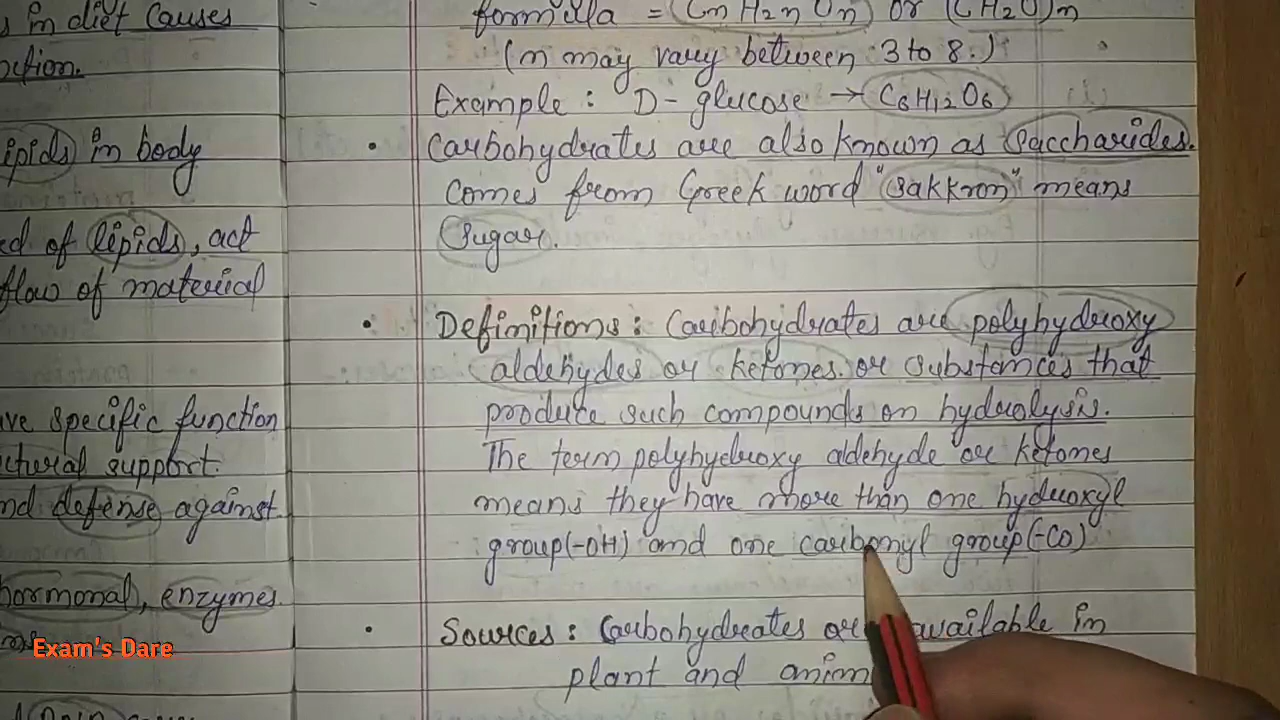 s in diet causes
ction.
ipids in body
ed of lipids, act
flow of material
ve specific function
ctural support.
nd defense against
hormonal, enzymes
Exam's Dare
formula = (CnH2nOn) or (CH2O)n
(n may vary between 3 to 8.)
Example : D-glucose → C6H12O6
• Carbohydrates are also known as Saccharides.
comes from Greek word "Sakkron" means
Sugar.
• Definitions : Carbohydrates are polyhydroxy
aldehydes or ketones or substances that
produce such compounds on hydrolysis.
The term polyhydroxy aldehyde or ketones
means they have more than one hydroxyl
group(-OH) and one carbonyl group(-CO)
• Sources : Carbohydreates are available in
plant and anim